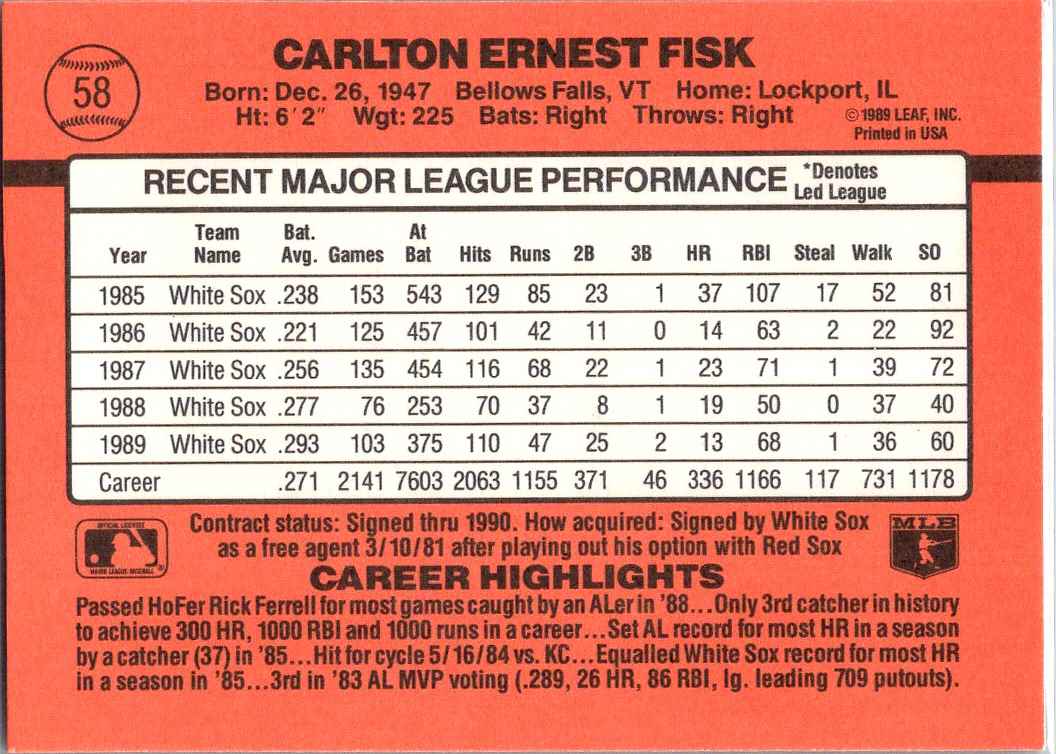 58
CARLTON ERNEST FISK
Born: Dec. 26, 1947 Bellows Falls, VT Home: Lockport, IL
Ht: 6' 2" Wgt: 225 Bats: Right Throws: Right
©1989 LEAF, INC.
Printed in USA
RECENT MAJOR LEAGUE PERFORMANCE *Denotes Led League
Year Team Name Bat. Avg. Games At Bat Hits Runs 2B 3B HR RBI Steal Walk SO
1985 White Sox .238 153 543 129 85 23 1 37 107 17 52 81
1986 White Sox .221 125 457 101 42 11 0 14 63 2 22 92
1987 White Sox .256 135 454 116 68 22 1 23 71 1 39 72
1988 White Sox .277 76 253 70 37 8 1 19 50 0 37 40
1989 White Sox .293 103 375 110 47 25 2 13 68 1 36 60
Career .271 2141 7603 2063 1155 371 46 336 1166 117 731 1178
OFFICIAL LICENSEE
MAJOR LEAGUE BASEBALL ®
Contract status: Signed thru 1990. How acquired: Signed by White Sox
as a free agent 3/10/81 after playing out his option with Red Sox
MLB
CAREER HIGHLIGHTS
Passed HoFer Rick Ferrell for most games caught by an ALer in '88...Only 3rd catcher in history
to achieve 300 HR, 1000 RBI and 1000 runs in a career...Set AL record for most HR in a season
by a catcher (37) in '85...Hit for cycle 5/16/84 vs. KC...Equalled White Sox record for most HR
in a season in '85...3rd in '83 AL MVP voting (.289, 26 HR, 86 RBI, lg. leading 709 putouts).